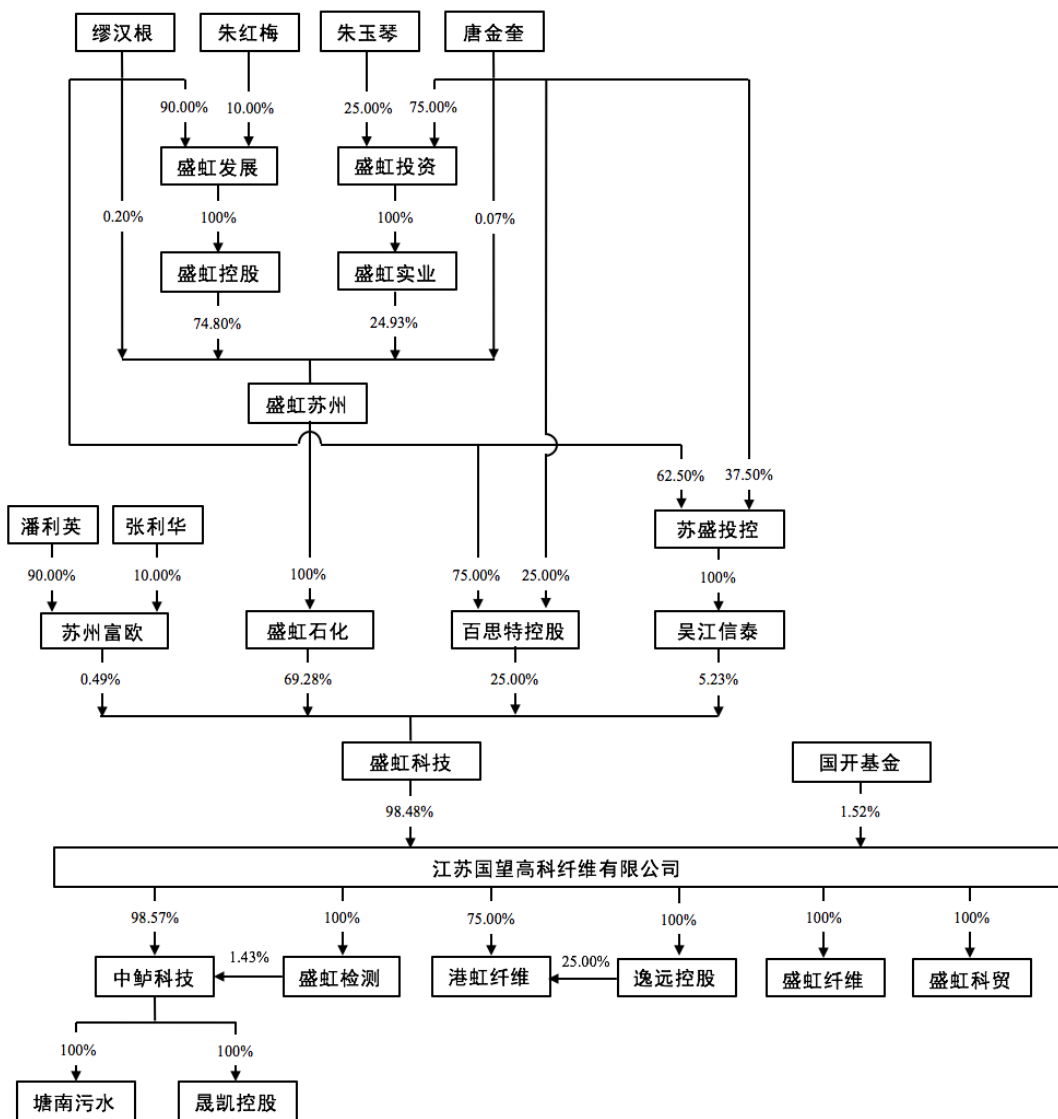 缪汉根
朱红梅
朱玉琴
唐金奎
90.00%
10.00%
25.00%
75.00%
盛虹发展
盛虹投资
0.20%
100%
100%
0.07%
盛虹控股
盛虹实业
74.80%
24.93%
盛虹苏州
62.50%
37.50%
潘利英
张利华
苏盛投控
90.00%
10.00%
100%
75.00%
25.00%
100%
苏州富欧
盛虹石化
百思特控股
吴江信泰
0.49%
69.28%
25.00%
5.23%
盛虹科技
国开基金
98.48%
1.52%
江苏国望高科纤维有限公司
98.57%
100%
75.00%
100%
100%
100%
中鲈科技
1.43%
盛虹检测
港虹纤维
25.00%
逸远控股
盛虹纤维
盛虹科贸
100%
100%
塘南污水
晟凯控股